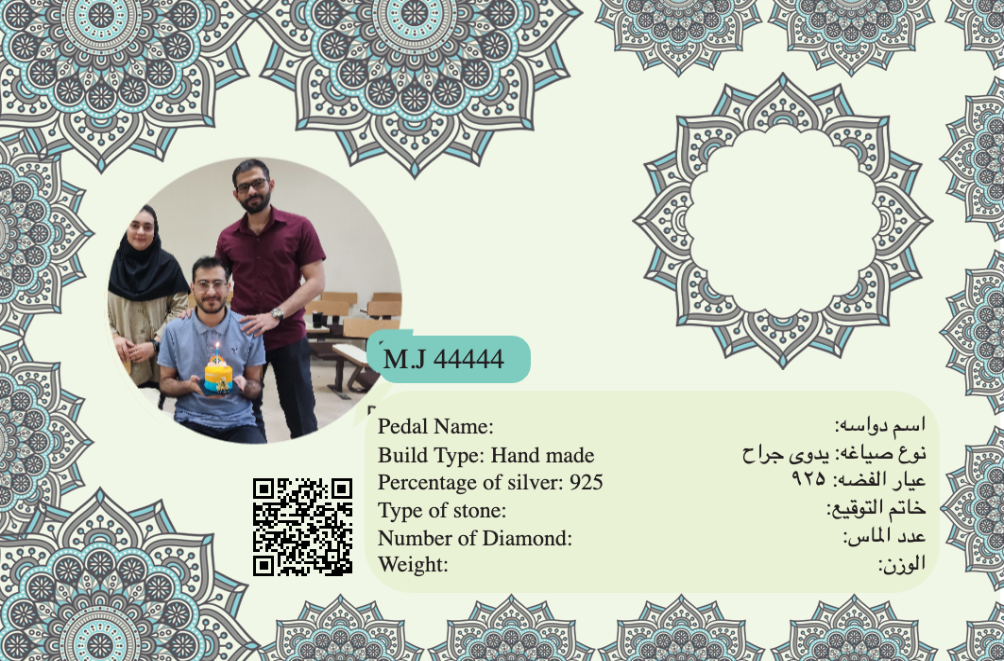 M.J 44444
Pedal Name:
اسم دواسه:
Build Type: Hand made
نوع صیاغه: یدوی جراح
Percentage of silver: 925
عیار الفضه: ۹۲۵
Type of stone:
خاتم التوقیع:
Number of Diamond:
عدد الماس:
Weight:
الوزن: